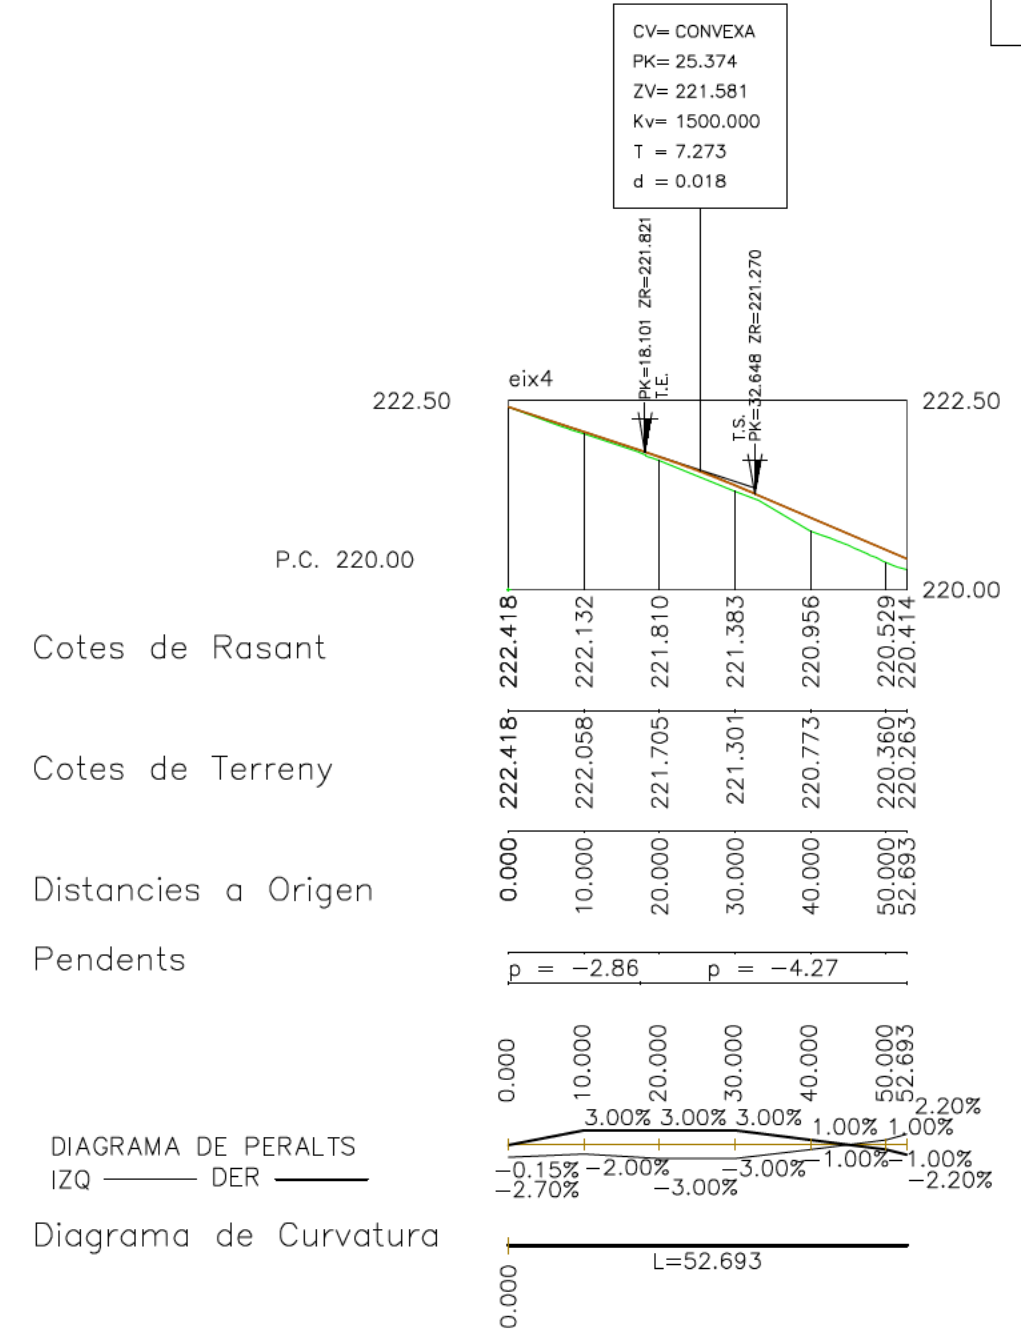 CV= CONVEXA
PK= 25.374
ZV= 221.581
Kv= 1500.000
T = 7.273
d = 0.018
PK=18.101 ZR=221.821
T.E.
T.S.
PK=32.648 ZR=221.270
eix4
222.50
222.50
P.C. 220.00
220.00
Cotes de Rasant
222.418 222.132 221.810 221.383 220.956 220.529 220.414
Cotes de Terreny
222.418 222.058 221.705 221.301 220.773 220.360 220.263
Distancies a Origen
0.000 10.000 20.000 30.000 40.000 50.000 52.693
Pendents
p = -2.86 p = -4.27
0.000 10.000 20.000 30.000 40.000 50.000 52.693
DIAGRAMA DE PERALTS
IZQ DER
3.00% 3.00% 3.00% 1.00% 1.00% 2.20%
-0.15% -2.00% -3.00% -3.00% -1.00% -1.00% -2.20%
-2.70%
Diagrama de Curvatura
L=52.693
0.000